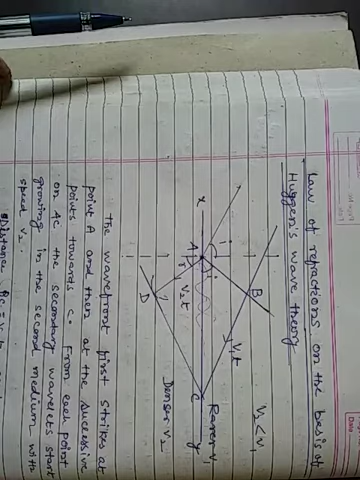 Law of refractions on the basis of
Huygen's wave theory
V₂ < V₁
B
V₁t
i
i
x
A
C
y
Rarer v₁
r
V₂t
D
Denser v₂
The wavefront first strikes at
point A and then at the successive
points towards C. From each point
on AC the secondary wavelets start
growing in the second medium with
speed v₂.